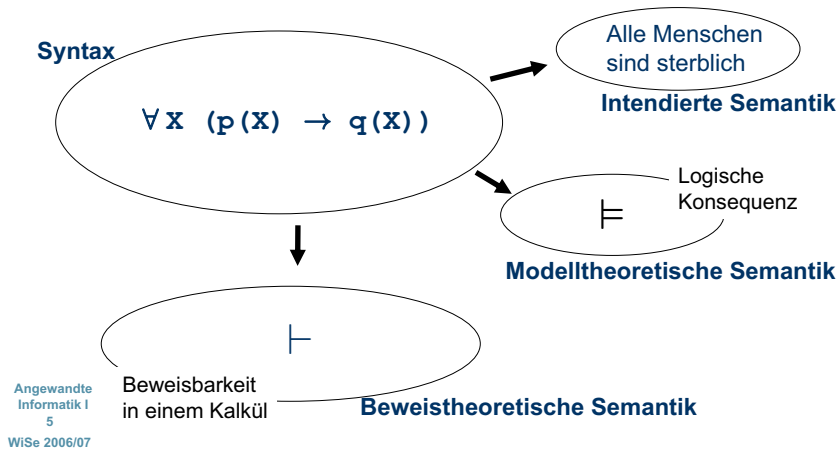 Syntax
∀ X (p(X) → q(X))
Alle Menschen
sind sterblich
Intendierte Semantik
Logische
Konsequenz
⊨
Modelltheoretische Semantik
⊢
Beweisbarkeit
in einem Kalkül
Beweistheoretische Semantik
Angewandte
Informatik I
5
WiSe 2006/07